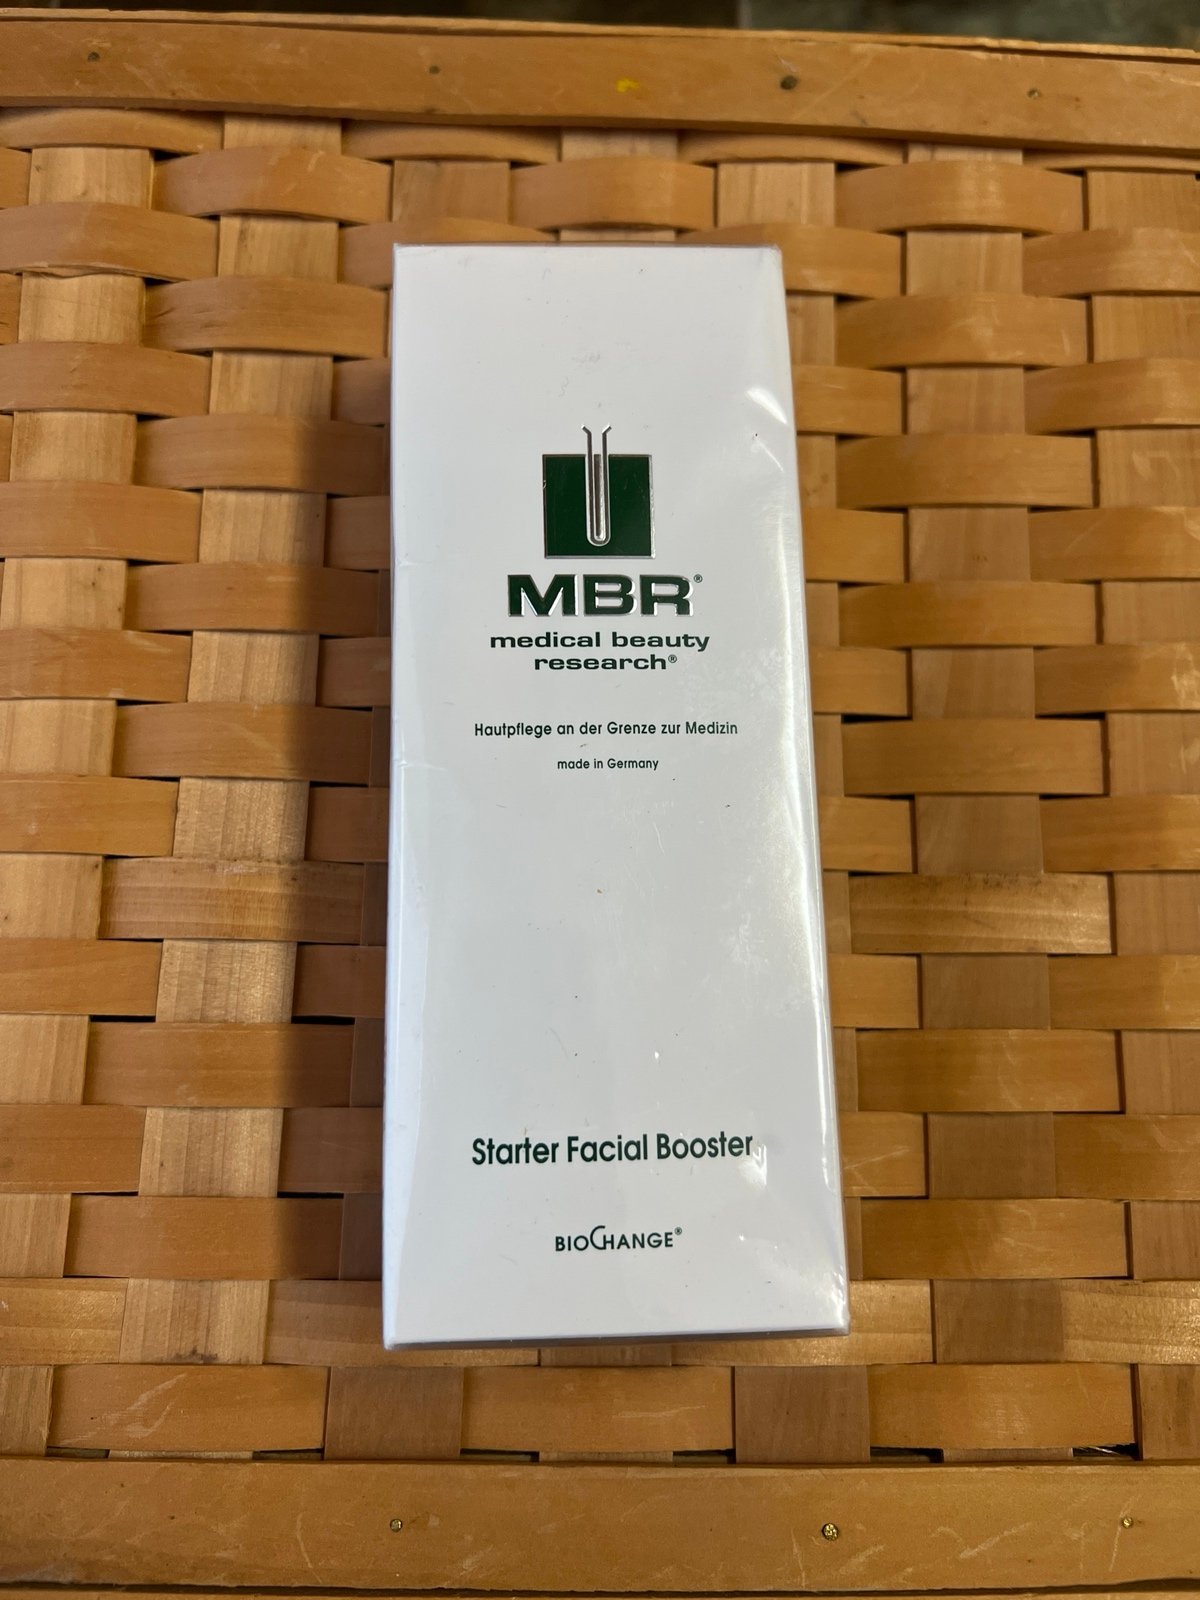 MBR®
medical beauty
research®
Hautpflege an der Grenze zur Medizin
made in Germany
Starter Facial Booster
BIOCHANGE®